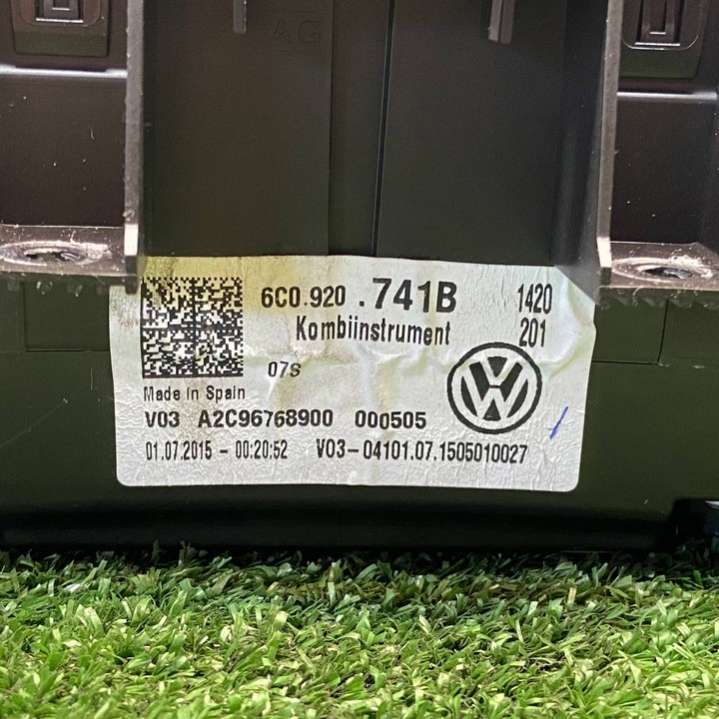 AG
6C0.920 .741B 1420
Kombiinstrument 201
07S
Made in Spain
V03 A2C96768900 000505
01.07.2015 - 00:20:52 V03-04101.07.1505010027